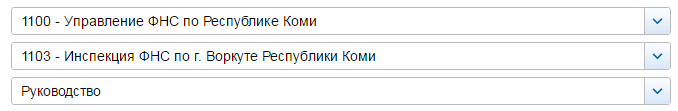 1100 - Управление ФНС по Республике Коми
1103 - Инспекция ФНС по г. Воркуте Республики Коми
Руководство